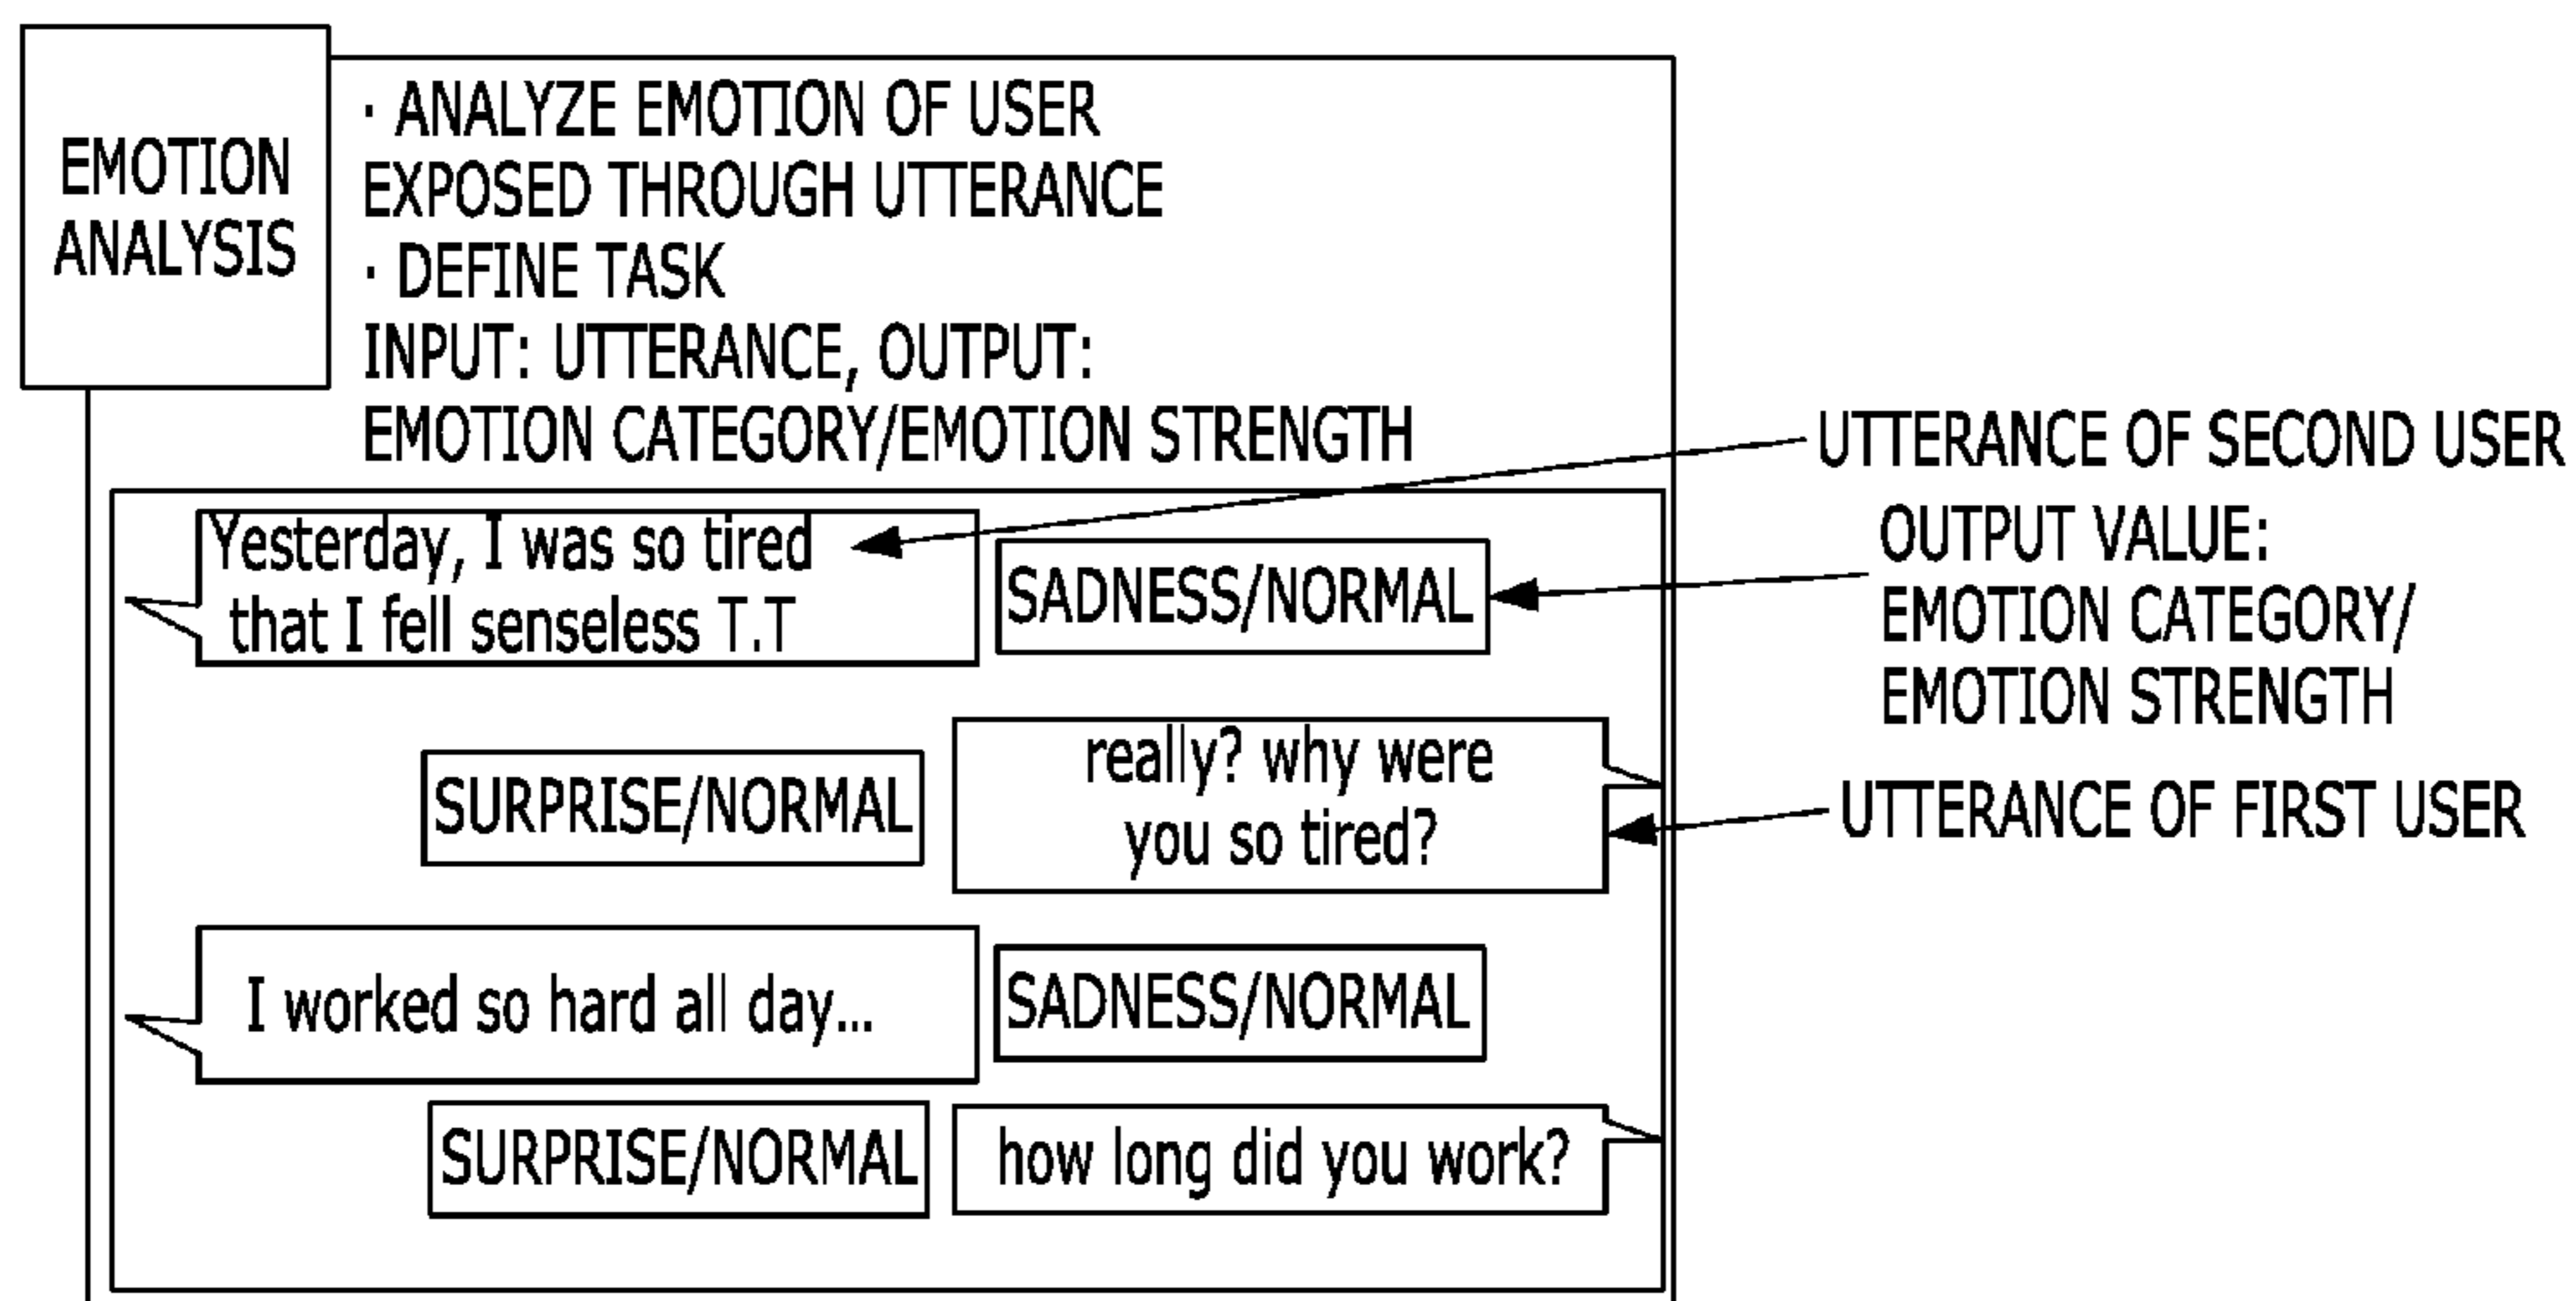 EMOTION
ANALYSIS
· ANALYZE EMOTION OF USER
EXPOSED THROUGH UTTERANCE
· DEFINE TASK
INPUT: UTTERANCE, OUTPUT:
EMOTION CATEGORY/EMOTION STRENGTH
Yesterday, I was so tired
that I fell senseless T.T
SADNESS/NORMAL
SURPRISE/NORMAL
really? why were
you so tired?
I worked so hard all day...
SADNESS/NORMAL
SURPRISE/NORMAL
how long did you work?
UTTERANCE OF SECOND USER
OUTPUT VALUE:
EMOTION CATEGORY/
EMOTION STRENGTH
UTTERANCE OF FIRST USER